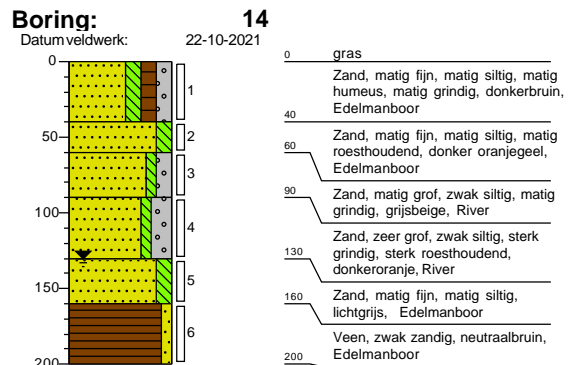 Boring: 14
Datum veldwerk: 22-10-2021
0
50
100
150
200
1
2
3
4
5
6
0 gras
Zand, matig fijn, matig siltig, matig
humeus, matig grindig, donkerbruin,
Edelmanboor
40
Zand, matig fijn, matig siltig, matig
roesthoudend, donker oranjegeel,
Edelmanboor
60
Zand, matig grof, zwak siltig, matig
grindig, grijsbeige, River
90
Zand, zeer grof, zwak siltig, sterk
grindig, sterk roesthoudend,
donkeroranje, River
130
Zand, matig fijn, matig siltig,
lichtgrijs, Edelmanboor
160
Veen, zwak zandig, neutraalbruin,
Edelmanboor
200